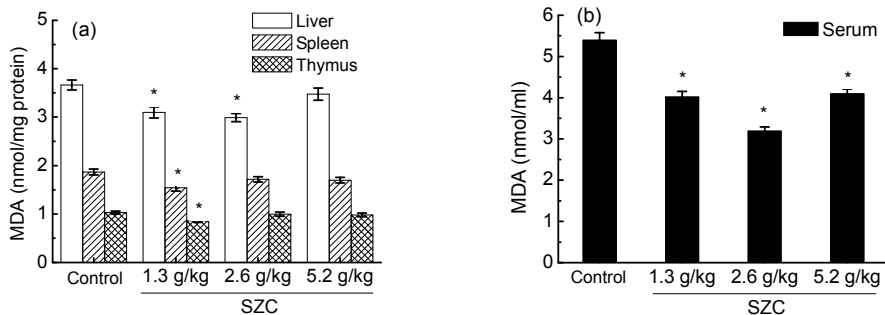 (a)
Liver
Spleen
Thymus
MDA (nmol/mg protein)
5
4
3
2
1
0
*
*
*
*
Control
1.3 g/kg
2.6 g/kg
5.2 g/kg
SZC
(b)
Serum
MDA (nmol/ml)
6
5
4
3
2
1
0
*
*
*
Control
1.3 g/kg
2.6 g/kg
5.2 g/kg
SZC